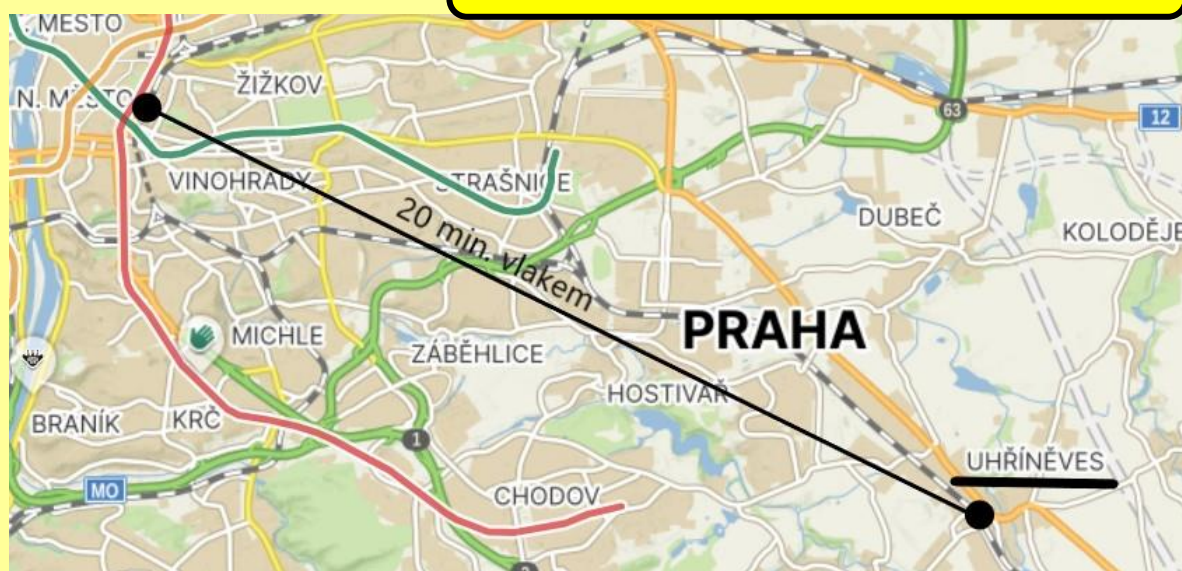 . MĚSTO
ŽIŽKOV
N. MĚSTO
63
12
VINOHRADY
STRAŠNICE
DUBEČ
20 min. vlakem
KOLODĚJE
PRAHA
MICHLE
ZÁBĚHLICE
HOSTIVAŘ
BRANÍK
KRČ
1
UHŘÍNĚVES
MO
CHODOV